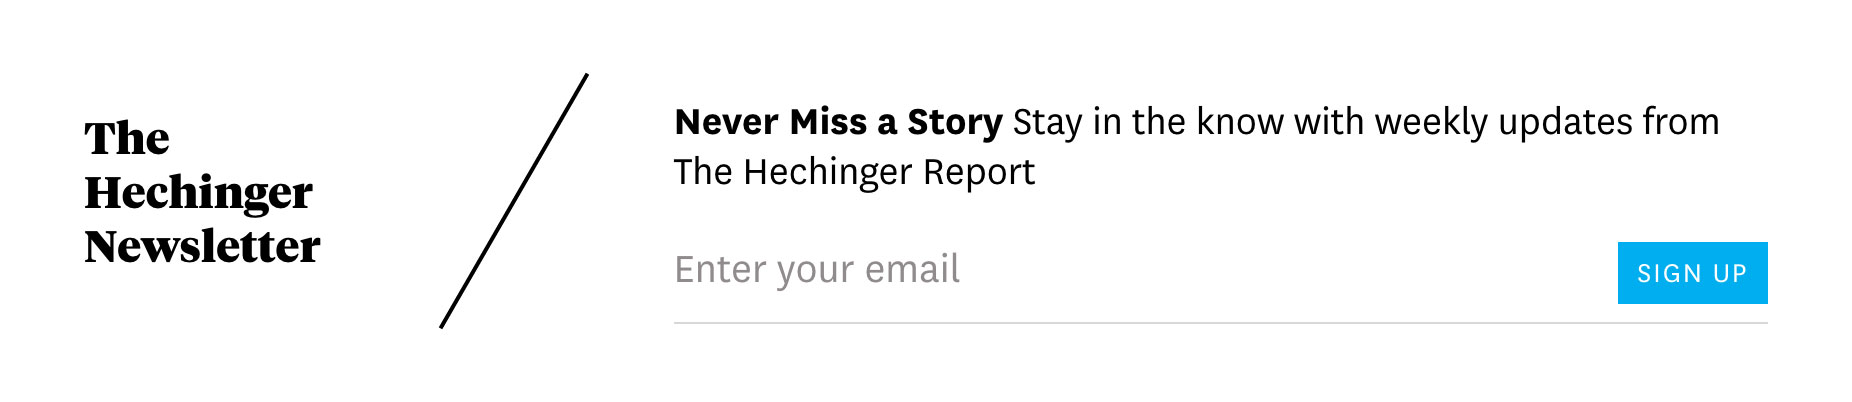 The
Hechinger
Newsletter
Never Miss a Story Stay in the know with weekly updates from
The Hechinger Report
Enter your email
SIGN UP